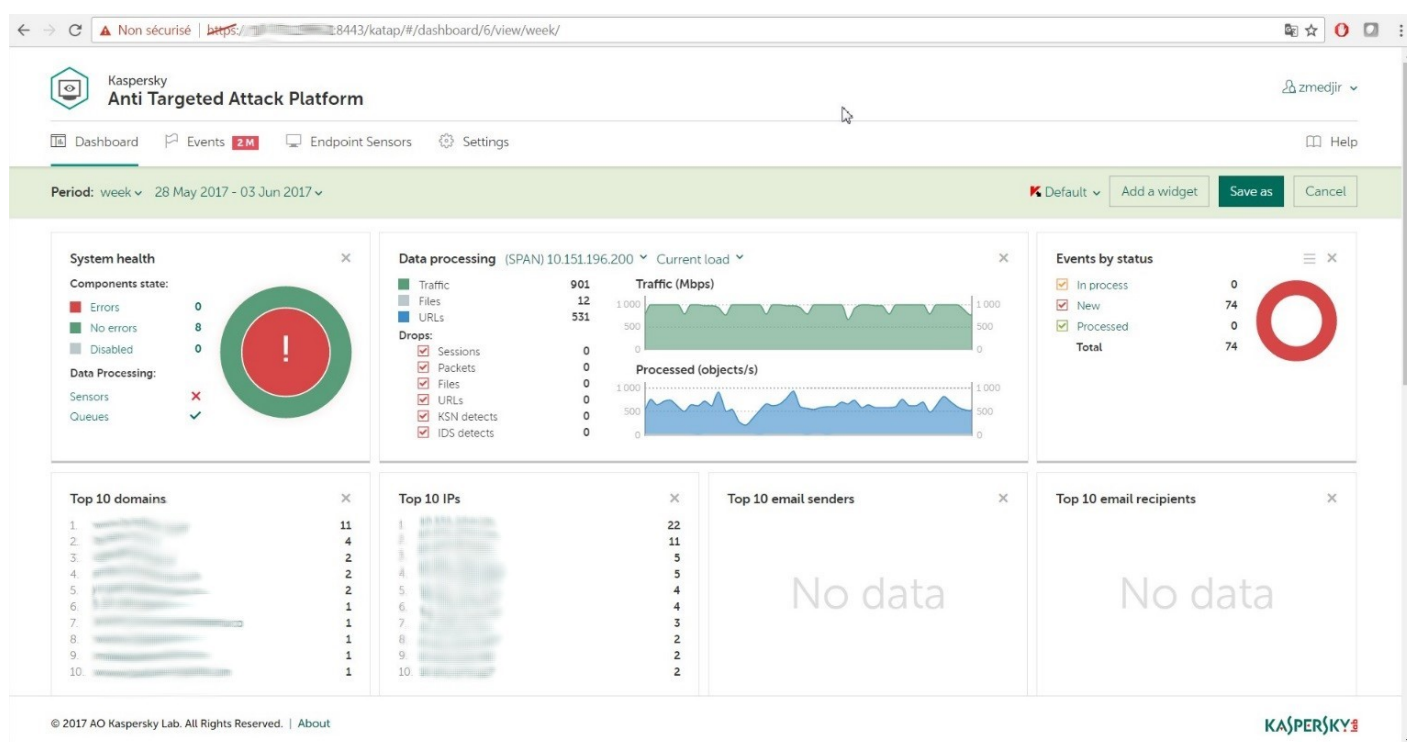 Non sécurisé | https:/ :8443/katap/#/dashboard/6/view/week/
Kaspersky
Anti Targeted Attack Platform
zmedjir
Dashboard Events 2 M Endpoint Sensors Settings Help
Period: week 28 May 2017 - 03 Jun 2017 Default Add a widget Save as Cancel
System health
Components state:
Errors 0
No errors 8
Disabled 0
Data Processing:
Sensors
Queues
!
Data processing (SPAN) 10.151.196.200 Current load
Traffic 901
Files 12
URLs 531
Drops:
Sessions 0
Packets 0
Files 0
URLs 0
KSN detects 0
IDS detects 0
Traffic (Mbps)
1 000 1 000
500 500
0 0
Processed (objects/s)
1 000 1 000
500 500
0 0
Events by status
In process 0
New 74
Processed 0
Total 74
Top 10 domains
1. 11
2. 4
3. 2
4. 2
5. 2
6. 1
7. 1
8. 1
9. 1
10. 1
Top 10 IPs
1. 22
2. 11
3. 5
4. 5
5. 4
6. 4
7. 3
8. 2
9. 2
10. 2
Top 10 email senders
No data
Top 10 email recipients
No data
© 2017 AO Kaspersky Lab. All Rights Reserved. | About
KASPERSKY lab